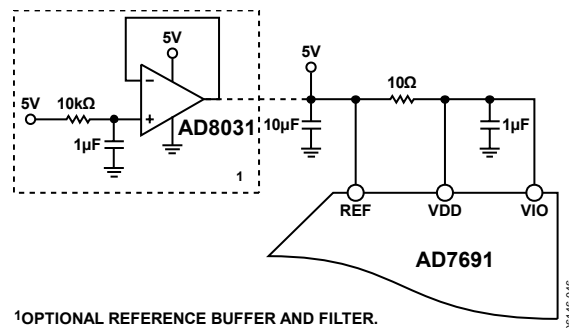 5V
5V
5V
10kΩ
10Ω
−
+
AD8031
1µF
10µF
1µF
1
REF
VDD
VIO
AD7691
1OPTIONAL REFERENCE BUFFER AND FILTER.